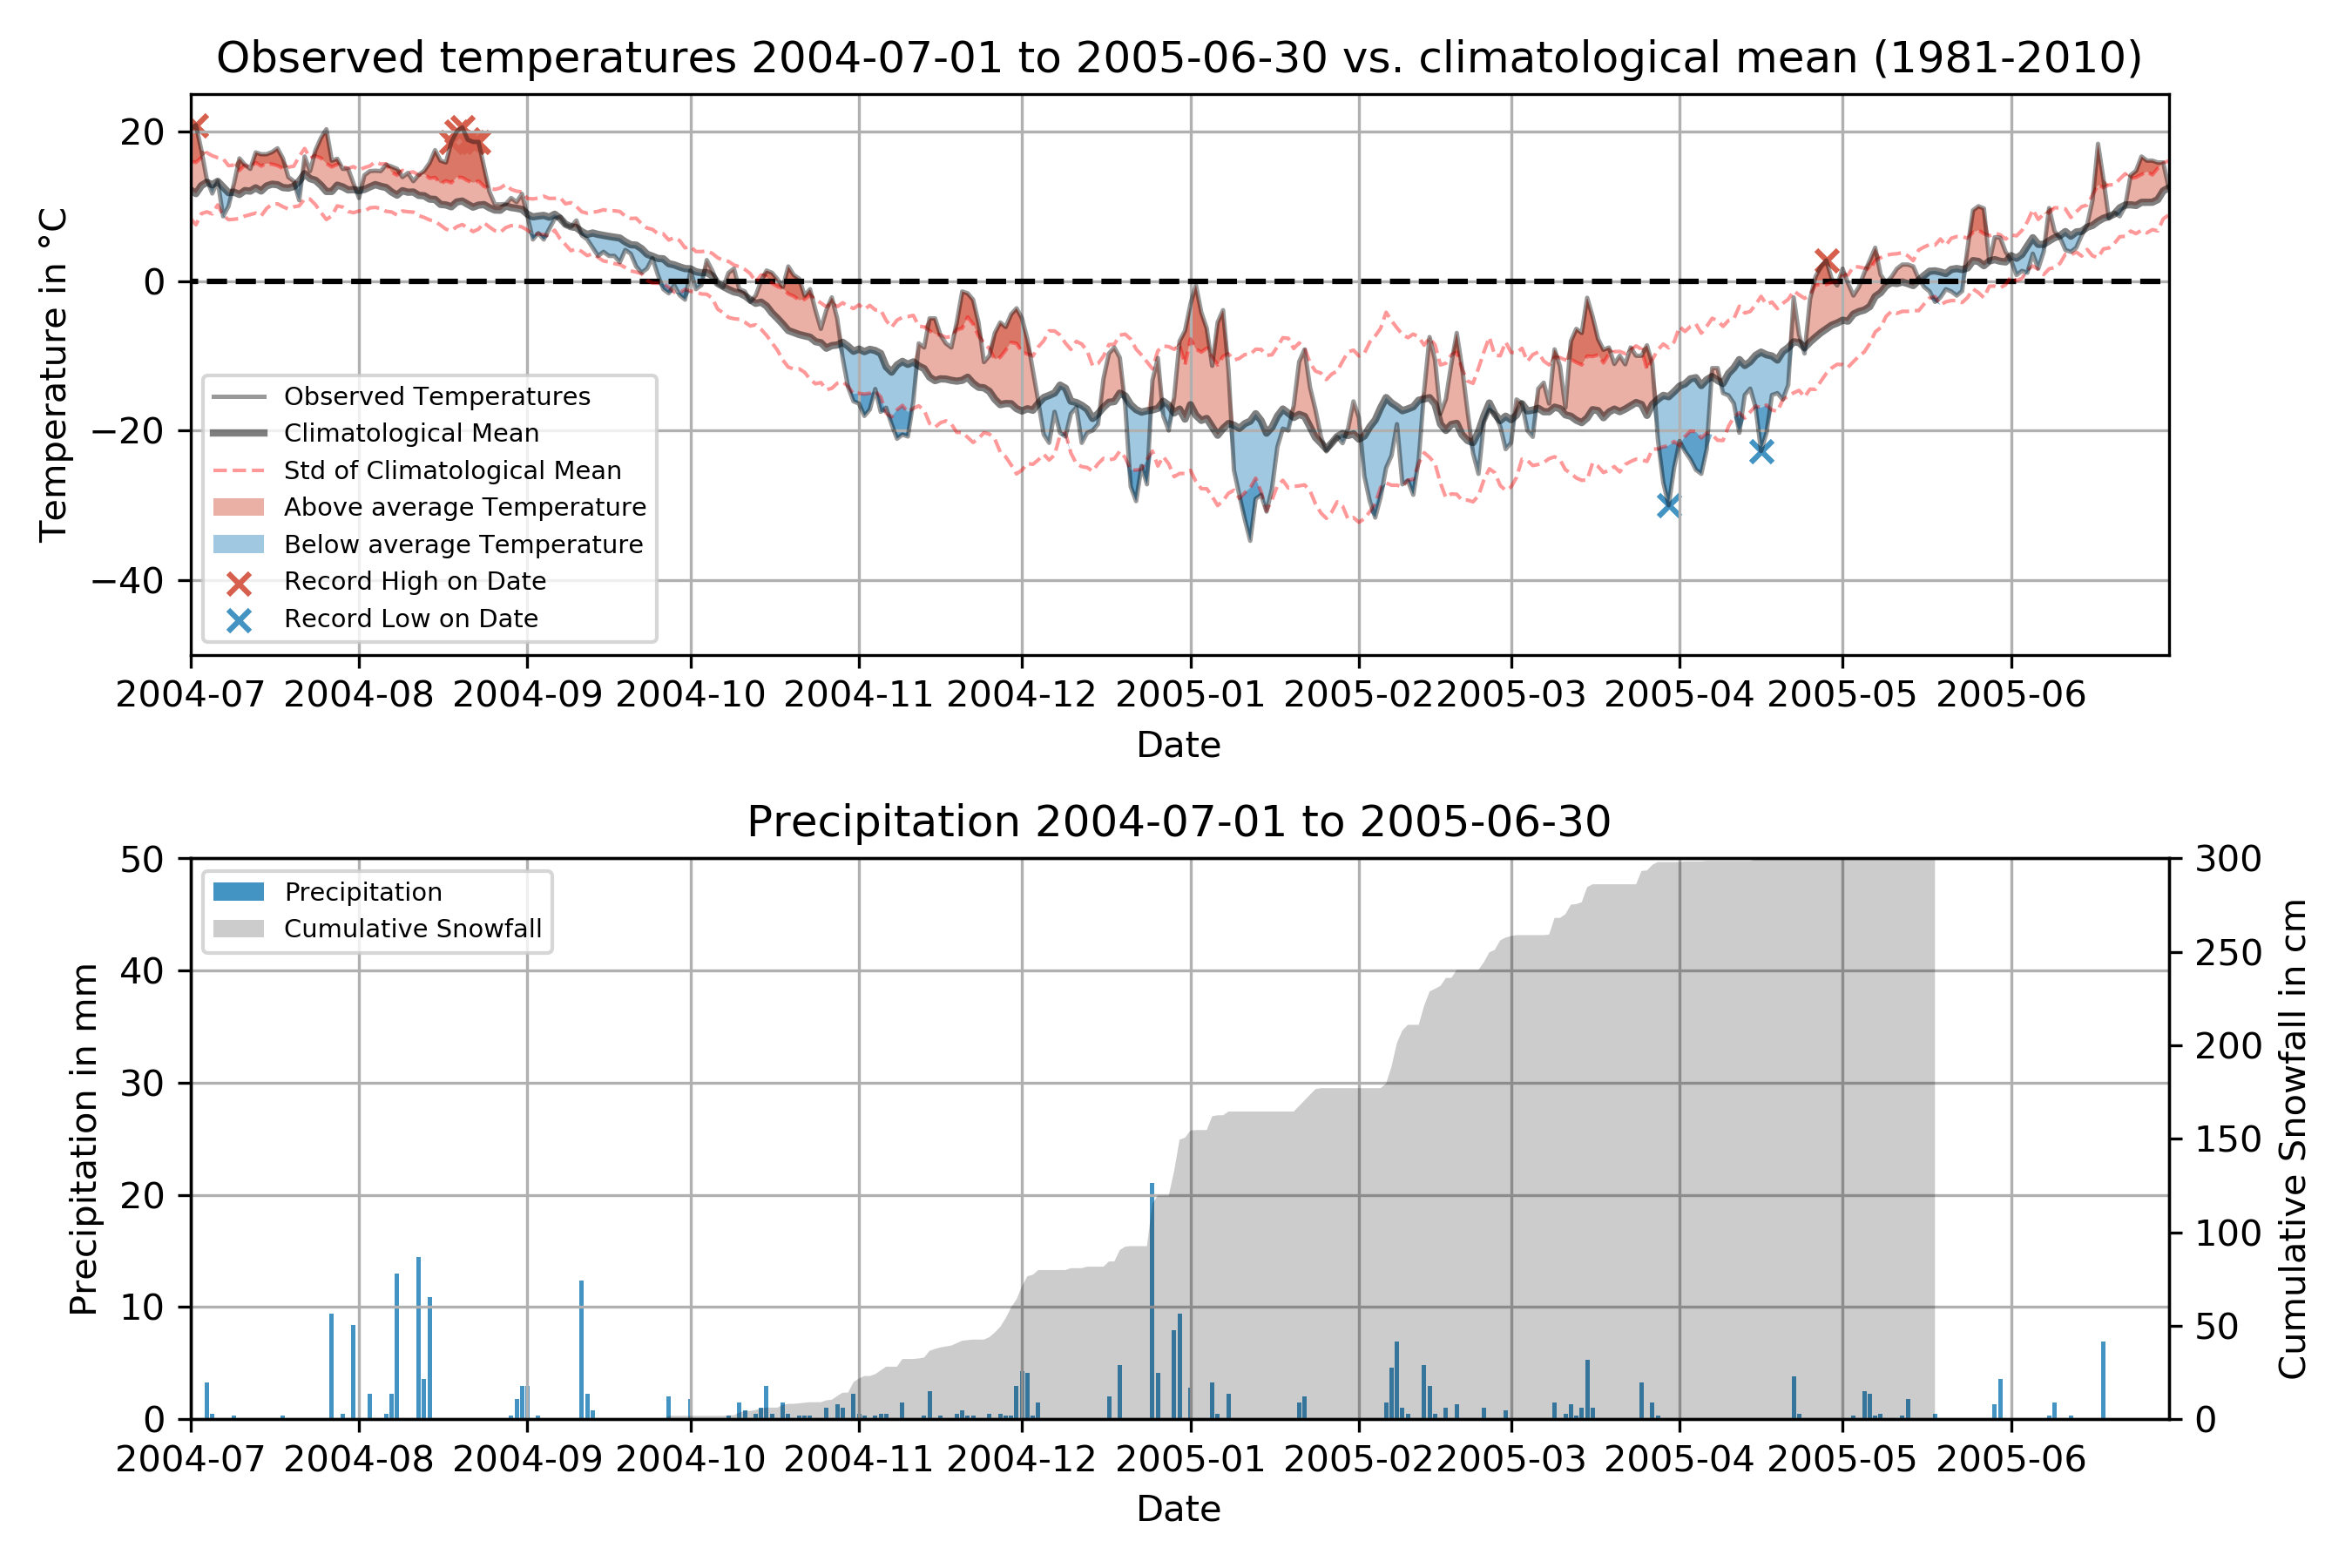 Observed temperatures 2004-07-01 to 2005-06-30 vs. climatological mean (1981-2010)
Temperature in °C
20
0
−20
−40
Observed Temperatures
Climatological Mean
Std of Climatological Mean
Above average Temperature
Below average Temperature
Record High on Date
Record Low on Date
2004-07 2004-08 2004-09 2004-10 2004-11 2004-12 2005-01 2005-02 2005-03 2005-04 2005-05 2005-06
Date
Precipitation 2004-07-01 to 2005-06-30
Precipitation in mm
50
40
30
20
10
0
Precipitation
Cumulative Snowfall
300
250
200
150
100
50
0
Cumulative Snowfall in cm
2004-07 2004-08 2004-09 2004-10 2004-11 2004-12 2005-01 2005-02 2005-03 2005-04 2005-05 2005-06
Date